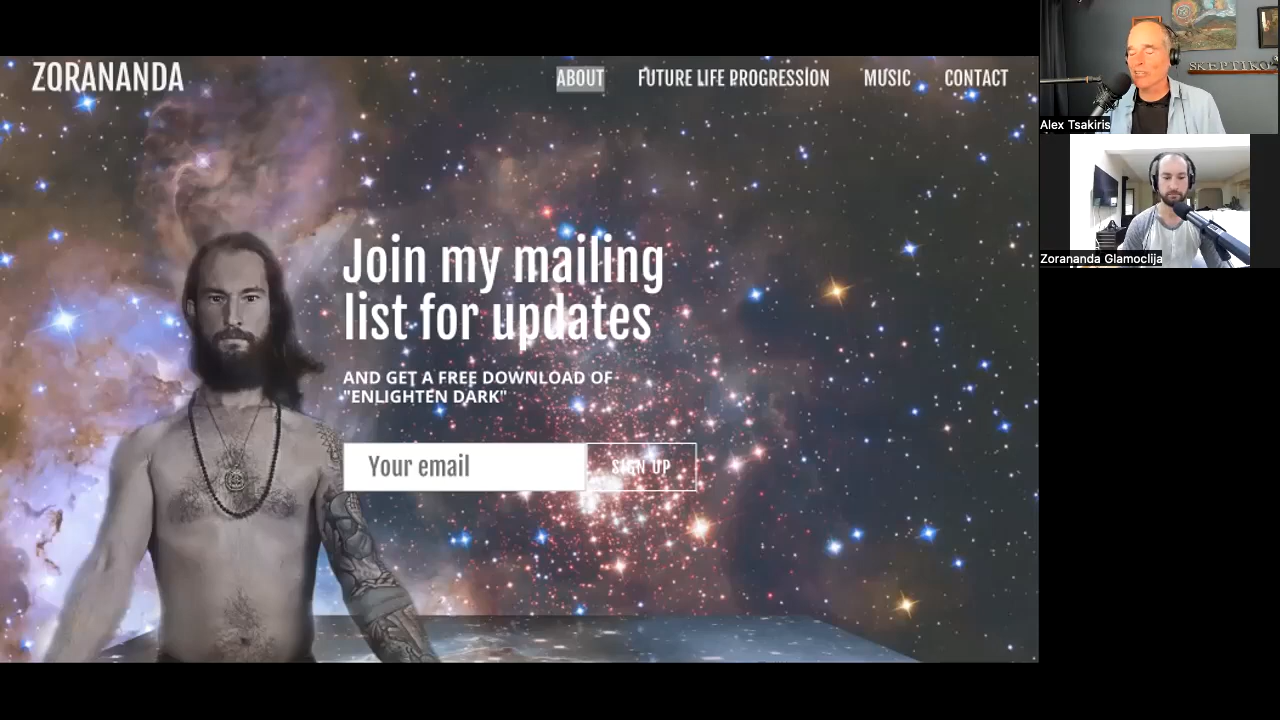 ZORANANDA
ABOUT
FUTURE LIFE PROGRESSION
MUSIC
CONTACT
Join my mailing
list for updates
AND GET A FREE DOWNLOAD OF
"ENLIGHTEN DARK"
Your email
SIGN UP
SKEPTIKO
Alex Tsakiris
Zorananda Glamoclija